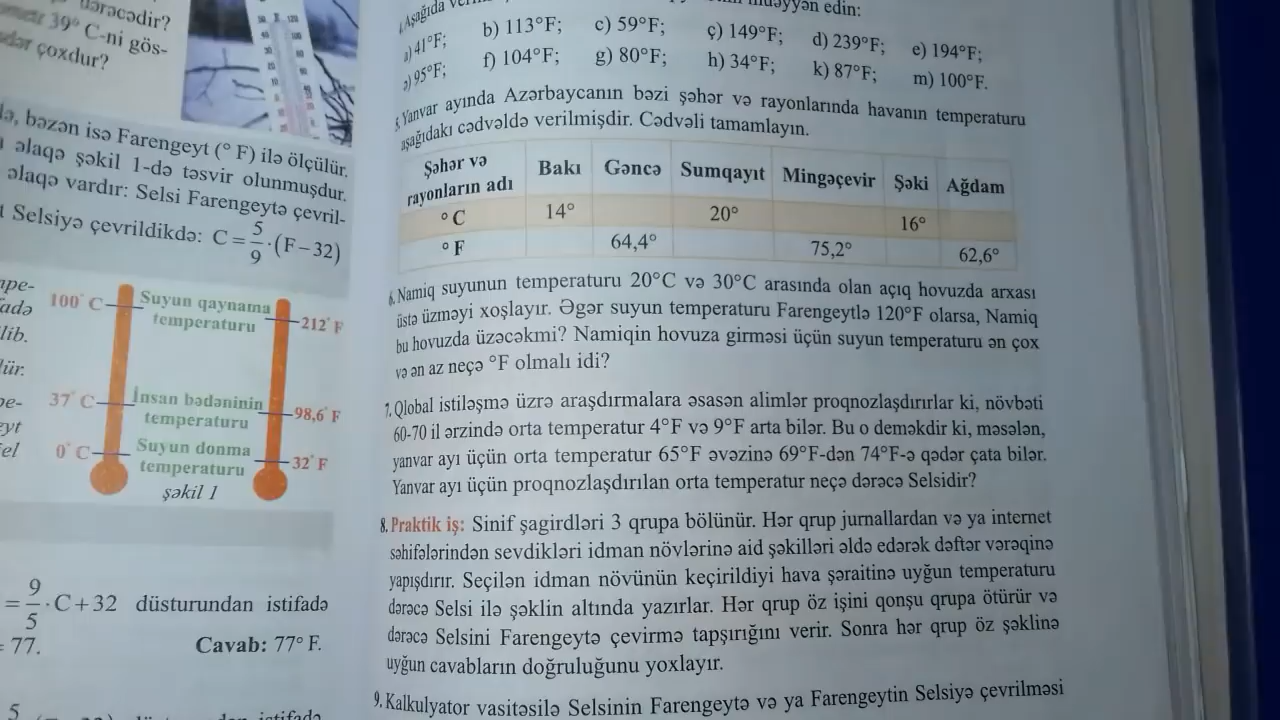 39° C-ni gös-
çoxdur?
bəzən isə Farengeyt (° F) ilə ölçülür.
əlaqə şəkil 1-də təsvir olunmuşdur.
əlaqə vardır: Selsi Farengeytə çevril-
Selsiyə çevrildikdə: C = 5/9 · (F – 32)
100° C
Suyun qaynama
temperaturu
212° F
37° C
İnsan bədəninin
temperaturu
98,6° F
0° C
Suyun donma
temperaturu
32° F
şəkil 1
= 9/5 · C + 32 düsturundan istifadə
= 77. Cavab: 77° F.
müəyyən edin:
a) 41°F; b) 113°F; c) 59°F; ç) 149°F; d) 239°F; e) 194°F;
ə) 95°F; f) 104°F; g) 80°F; h) 34°F; k) 87°F; m) 100°F.
5. Yanvar ayında Azərbaycanın bəzi şəhər və rayonlarında havanın temperaturu
aşağıdakı cədvəldə verilmişdir. Cədvəli tamamlayın.
Şəhər və
rayonların adı
Bakı Gəncə Sumqayıt Mingəçevir Şəki Ağdam
° C 14° 20° 16°
° F 64,4° 75,2° 62,6°
6. Namiq suyunun temperaturu 20°C və 30°C arasında olan açıq hovuzda arxası
üstə üzməyi xoşlayır. Əgər suyun temperaturu Farengeytlə 120°F olarsa, Namiq
bu hovuzda üzəcəkmi? Namiqin hovuza girməsi üçün suyun temperaturu ən çox
və ən az neçə °F olmalı idi?
7. Qlobal istiləşmə üzrə araşdırmalara əsasən alimlər proqnozlaşdırırlar ki, növbəti
60-70 il ərzində orta temperatur 4°F və 9°F arta bilər. Bu o deməkdir ki, məsələn,
yanvar ayı üçün orta temperatur 65°F əvəzinə 69°F-dən 74°F-ə qədər çata bilər.
Yanvar ayı üçün proqnozlaşdırılan orta temperatur neçə dərəcə Selsidir?
8. Praktik iş: Sinif şagirdləri 3 qrupa bölünür. Hər qrup jurnallardan və ya internet
səhifələrindən sevdikləri idman növlərinə aid şəkilləri əldə edərək dəftər vərəqinə
yapışdırır. Seçilən idman növünün keçirildiyi hava şəraitinə uyğun temperaturu
dərəcə Selsi ilə şəklin altında yazırlar. Hər qrup öz işini qonşu qrupa ötürür və
dərəcə Selsini Farengeytə çevirmə tapşırığını verir. Sonra hər qrup öz şəklinə
uyğun cavabların doğruluğunu yoxlayır.
9. Kalkulyator vasitəsilə Selsinin Farengeytə və ya Farengeytin Selsiyə çevrilməsi